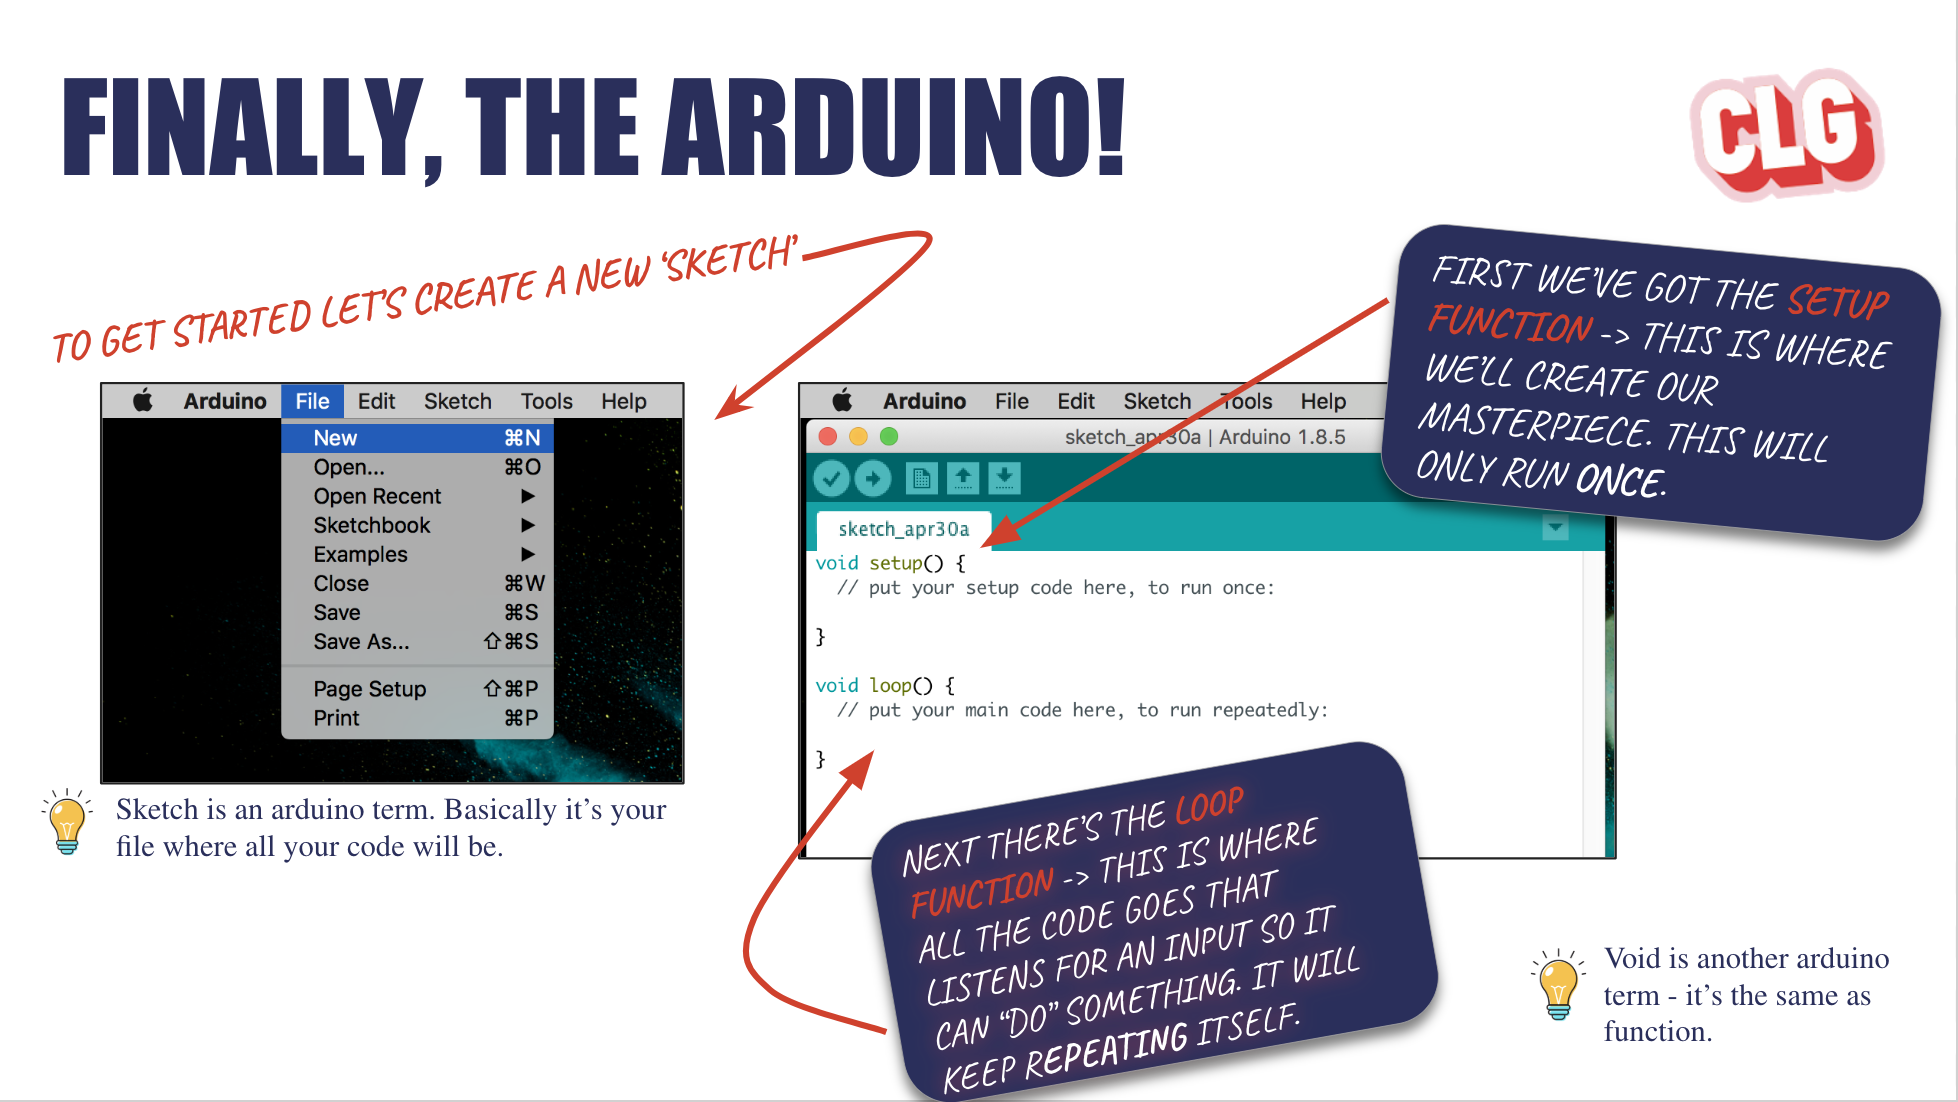 FINALLY, THE ARDUINO!
CLG
TO GET STARTED LET'S CREATE A NEW 'SKETCH'
Arduino File Edit Sketch Tools Help
New ⌘N
Open... ⌘O
Open Recent ▶
Sketchbook ▶
Examples ▶
Close ⌘W
Save ⌘S
Save As... ⇧⌘S
Page Setup ⇧⌘P
Print ⌘P
Sketch is an arduino term. Basically it's your
file where all your code will be.
Arduino File Edit Sketch Tools Help
sketch_apr30a | Arduino 1.8.5
sketch_apr30a
void setup() {
// put your setup code here, to run once:
}
void loop() {
// put your main code here, to run repeatedly:
}
FIRST WE'VE GOT THE SETUP
FUNCTION -> THIS IS WHERE
WE'LL CREATE OUR
MASTERPIECE. THIS WILL
ONLY RUN ONCE.
NEXT THERE'S THE LOOP
FUNCTION -> THIS IS WHERE
ALL THE CODE GOES THAT
LISTENS FOR AN INPUT SO IT
CAN "DO" SOMETHING. IT WILL
KEEP REPEATING ITSELF.
Void is another arduino
term - it's the same as
function.